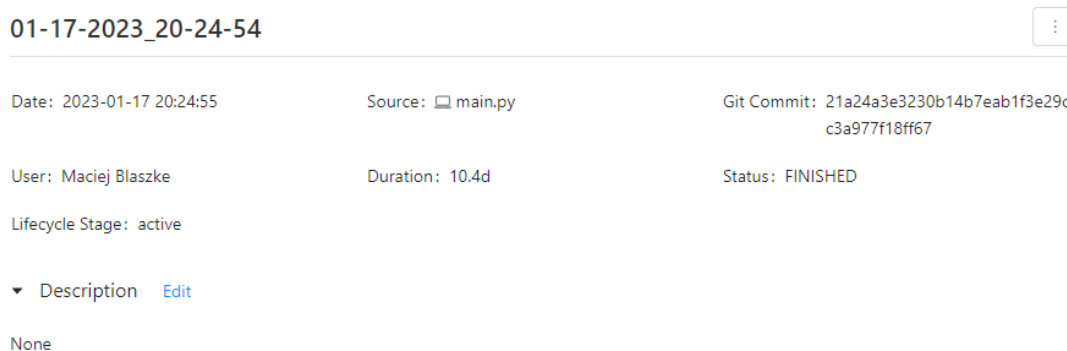 01-17-2023_20-24-54
Date: 2023-01-17 20:24:55 Source: main.py Git Commit: 21a24a3e3230b14b7eab1f3e29c
c3a977f18ff67
User: Maciej Blaszke Duration: 10.4d Status: FINISHED
Lifecycle Stage: active
Description Edit
None